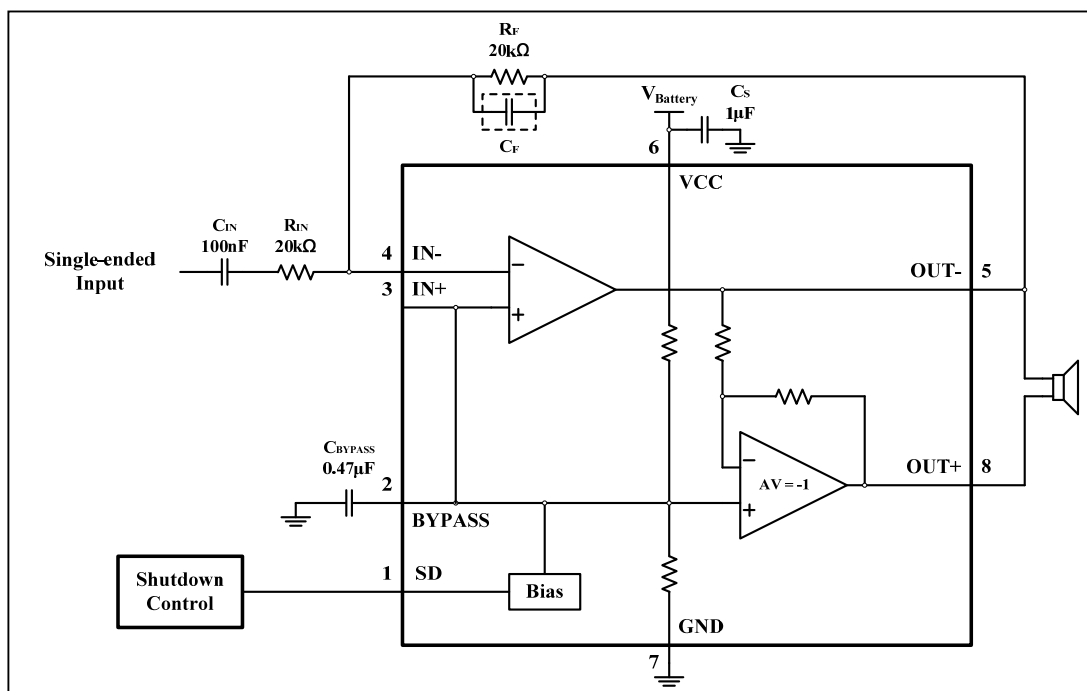 RF
20kΩ
CF
VBattery
CS
1μF
6
VCC
CIN
100nF
RIN
20kΩ
Single-ended
Input
4
IN-
3
IN+
−
+
OUT-
5
CBYPASS
0.47μF
2
BYPASS
−
AV = -1
+
OUT+
8
1
SD
Shutdown
Control
Bias
GND
7